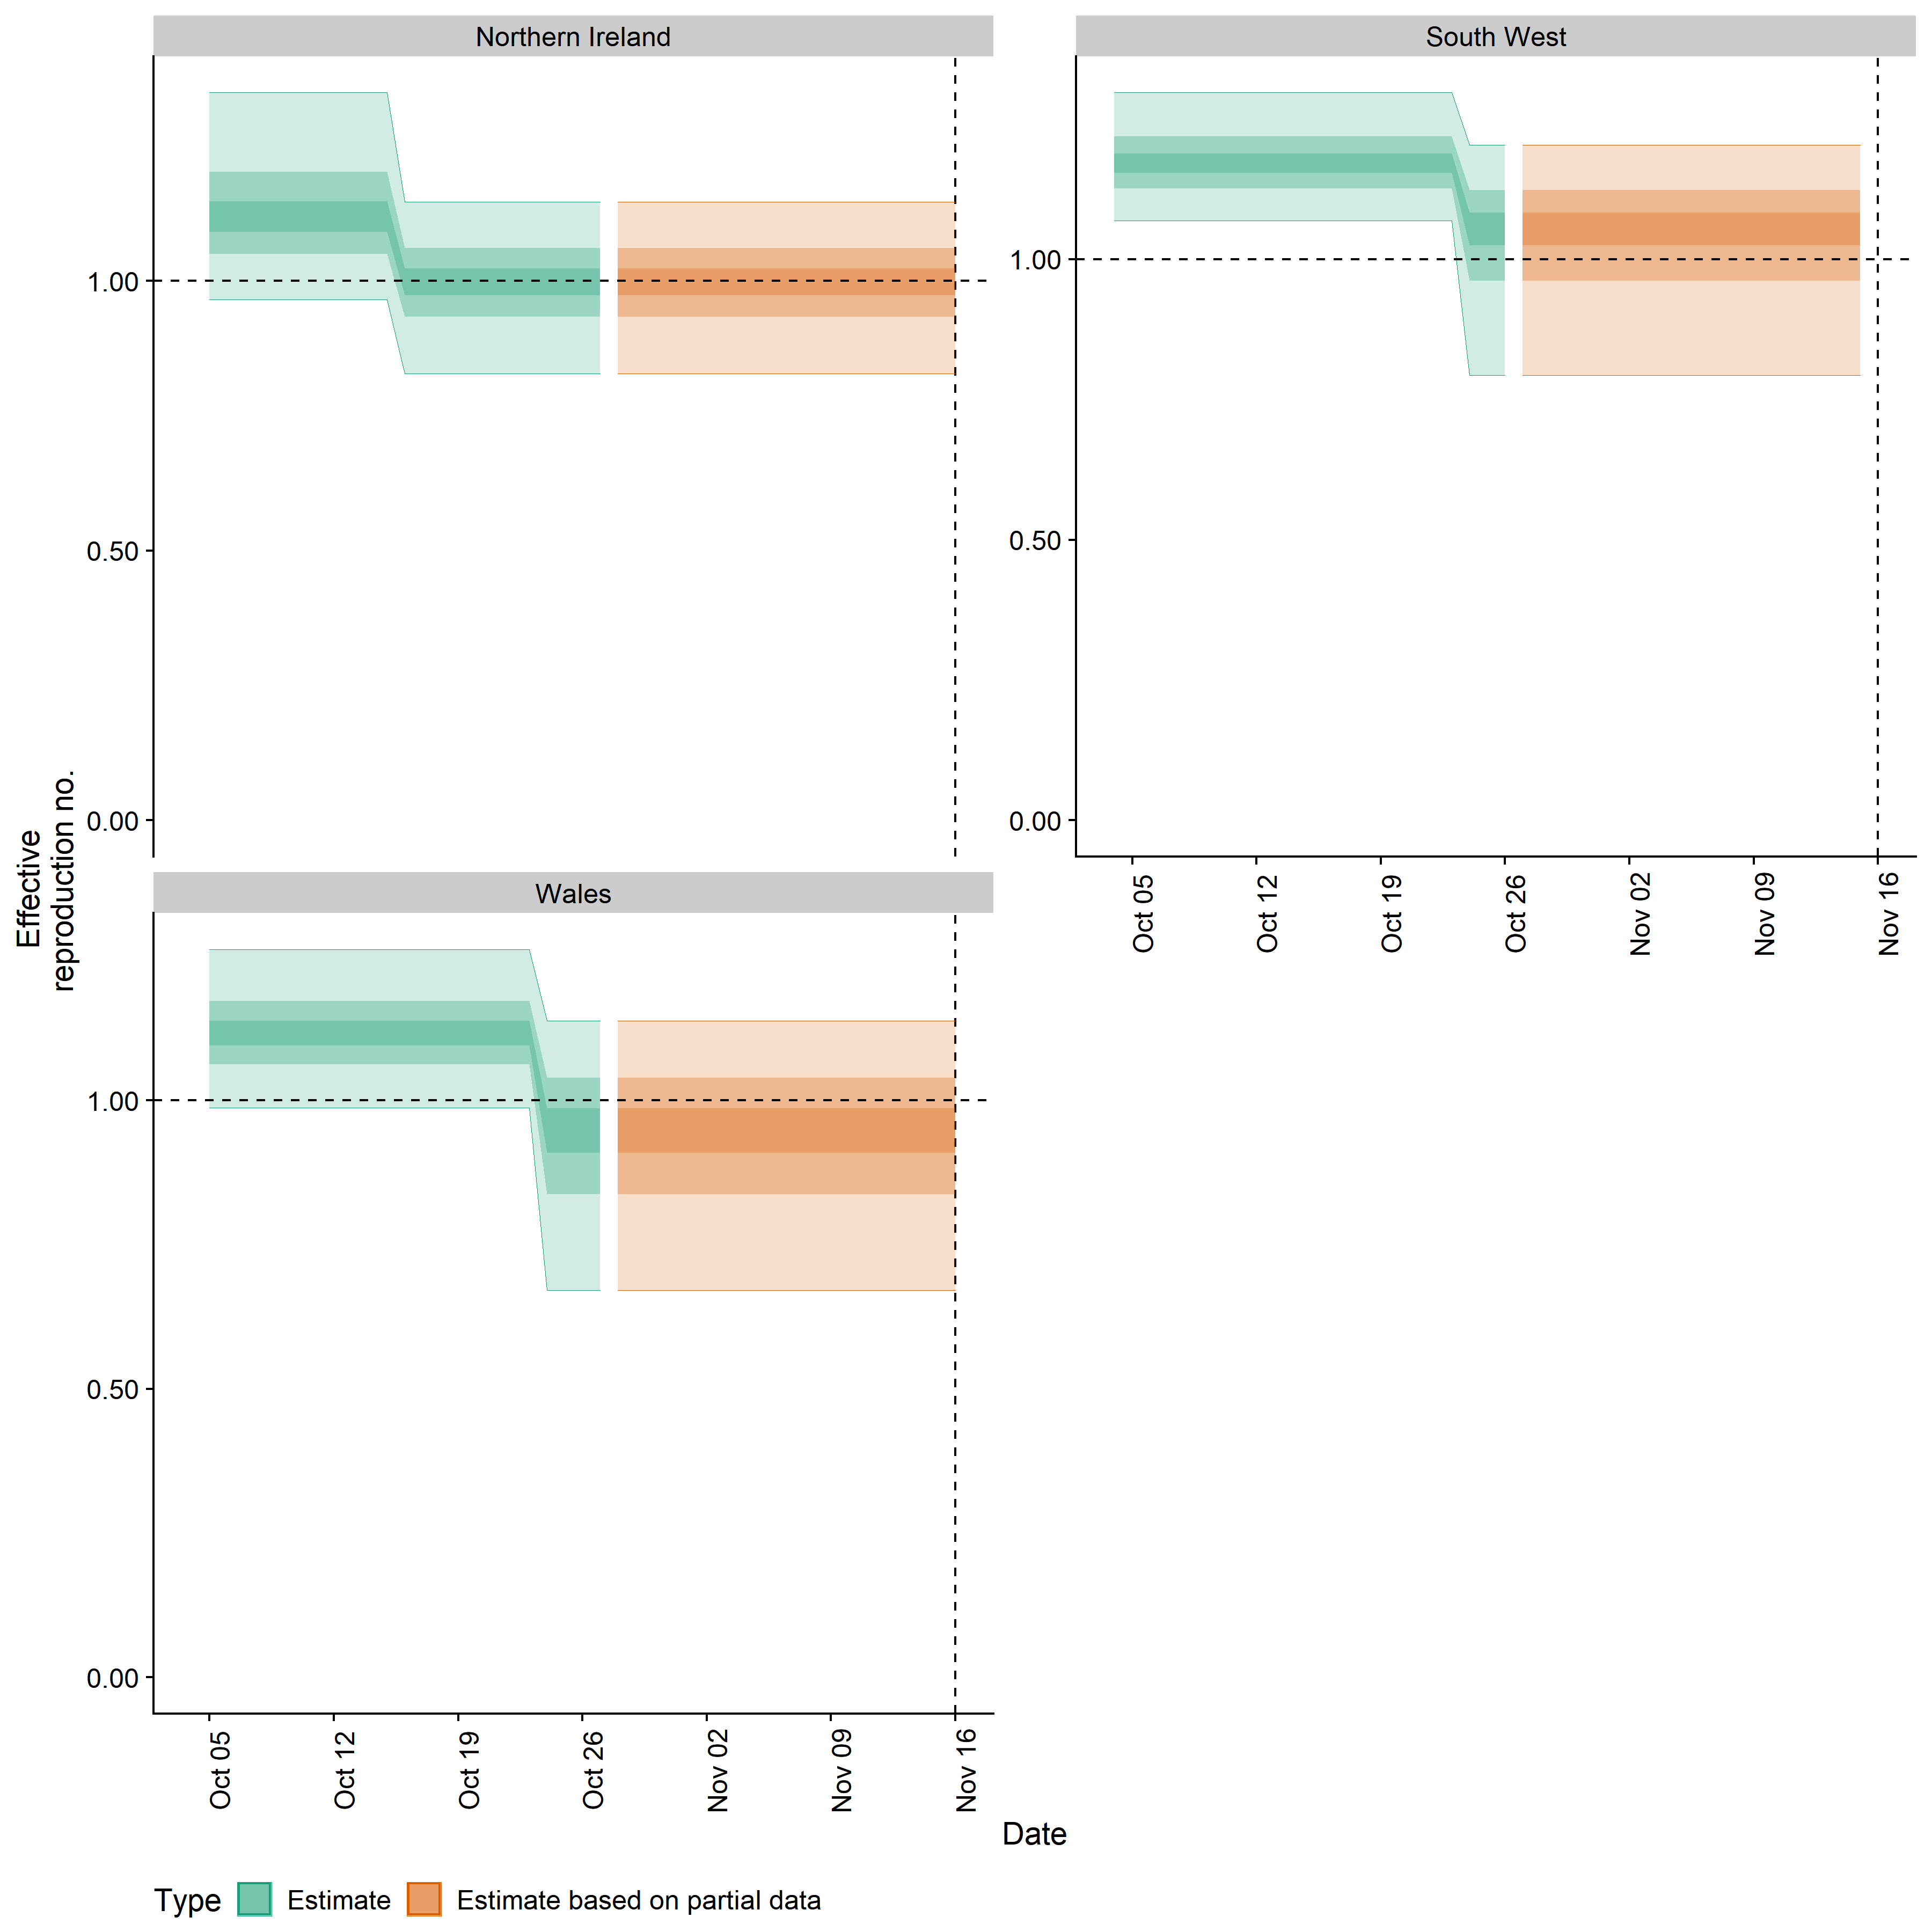 Northern Ireland
South West
1.00
0.50
0.00
1.00
0.50
0.00
Oct 05
Oct 12
Oct 19
Oct 26
Nov 02
Nov 09
Nov 16
Effective
reproduction no.
Wales
1.00
0.50
0.00
Oct 05
Oct 12
Oct 19
Oct 26
Nov 02
Nov 09
Nov 16
Date
Type Estimate Estimate based on partial data